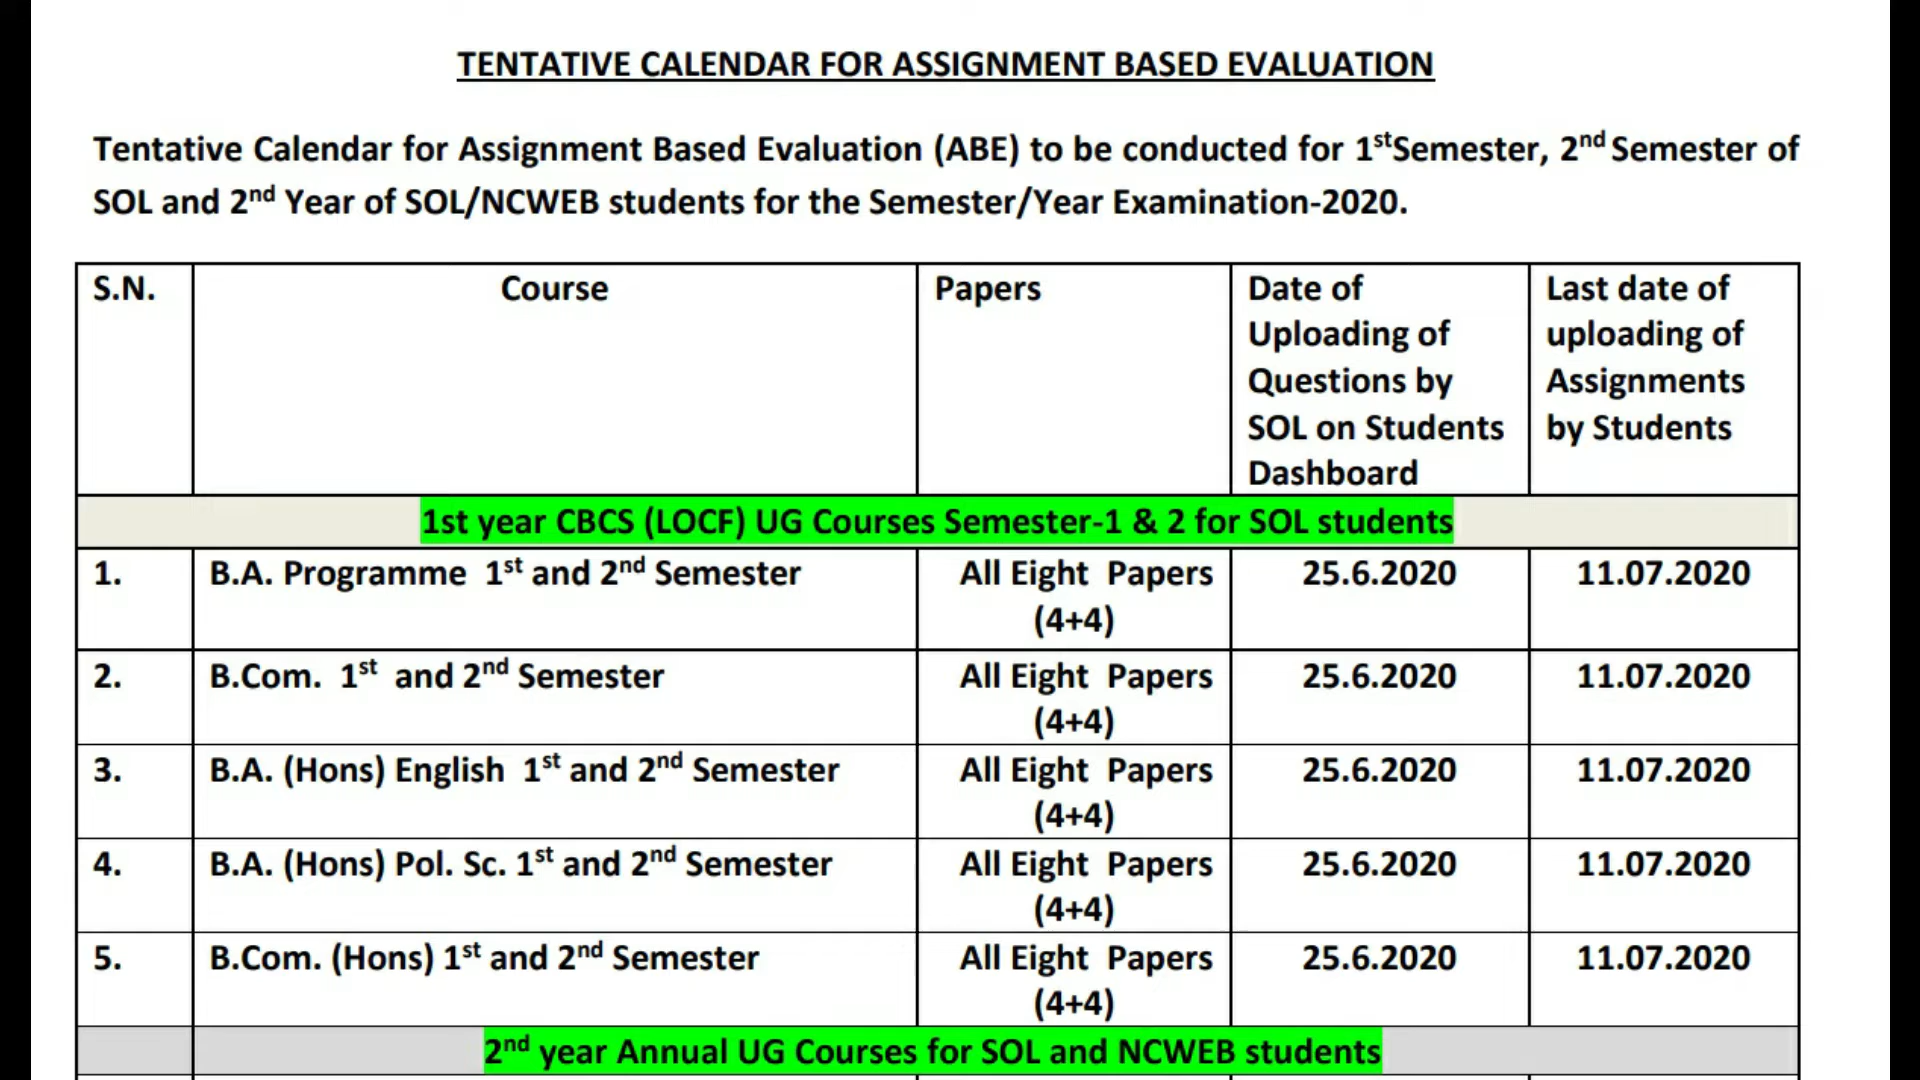 TENTATIVE CALENDAR FOR ASSIGNMENT BASED EVALUATION
Tentative Calendar for Assignment Based Evaluation (ABE) to be conducted for 1stSemester, 2nd Semester of
SOL and 2nd Year of SOL/NCWEB students for the Semester/Year Examination-2020.
S.N. Course Papers Date of Last date of
Uploading of uploading of
Questions by Assignments
SOL on Students by Students
Dashboard
1st year CBCS (LOCF) UG Courses Semester-1 & 2 for SOL students
1. B.A. Programme 1st and 2nd Semester All Eight Papers 25.6.2020 11.07.2020
(4+4)
2. B.Com. 1st and 2nd Semester All Eight Papers 25.6.2020 11.07.2020
(4+4)
3. B.A. (Hons) English 1st and 2nd Semester All Eight Papers 25.6.2020 11.07.2020
(4+4)
4. B.A. (Hons) Pol. Sc. 1st and 2nd Semester All Eight Papers 25.6.2020 11.07.2020
(4+4)
5. B.Com. (Hons) 1st and 2nd Semester All Eight Papers 25.6.2020 11.07.2020
(4+4)
2nd year Annual UG Courses for SOL and NCWEB students